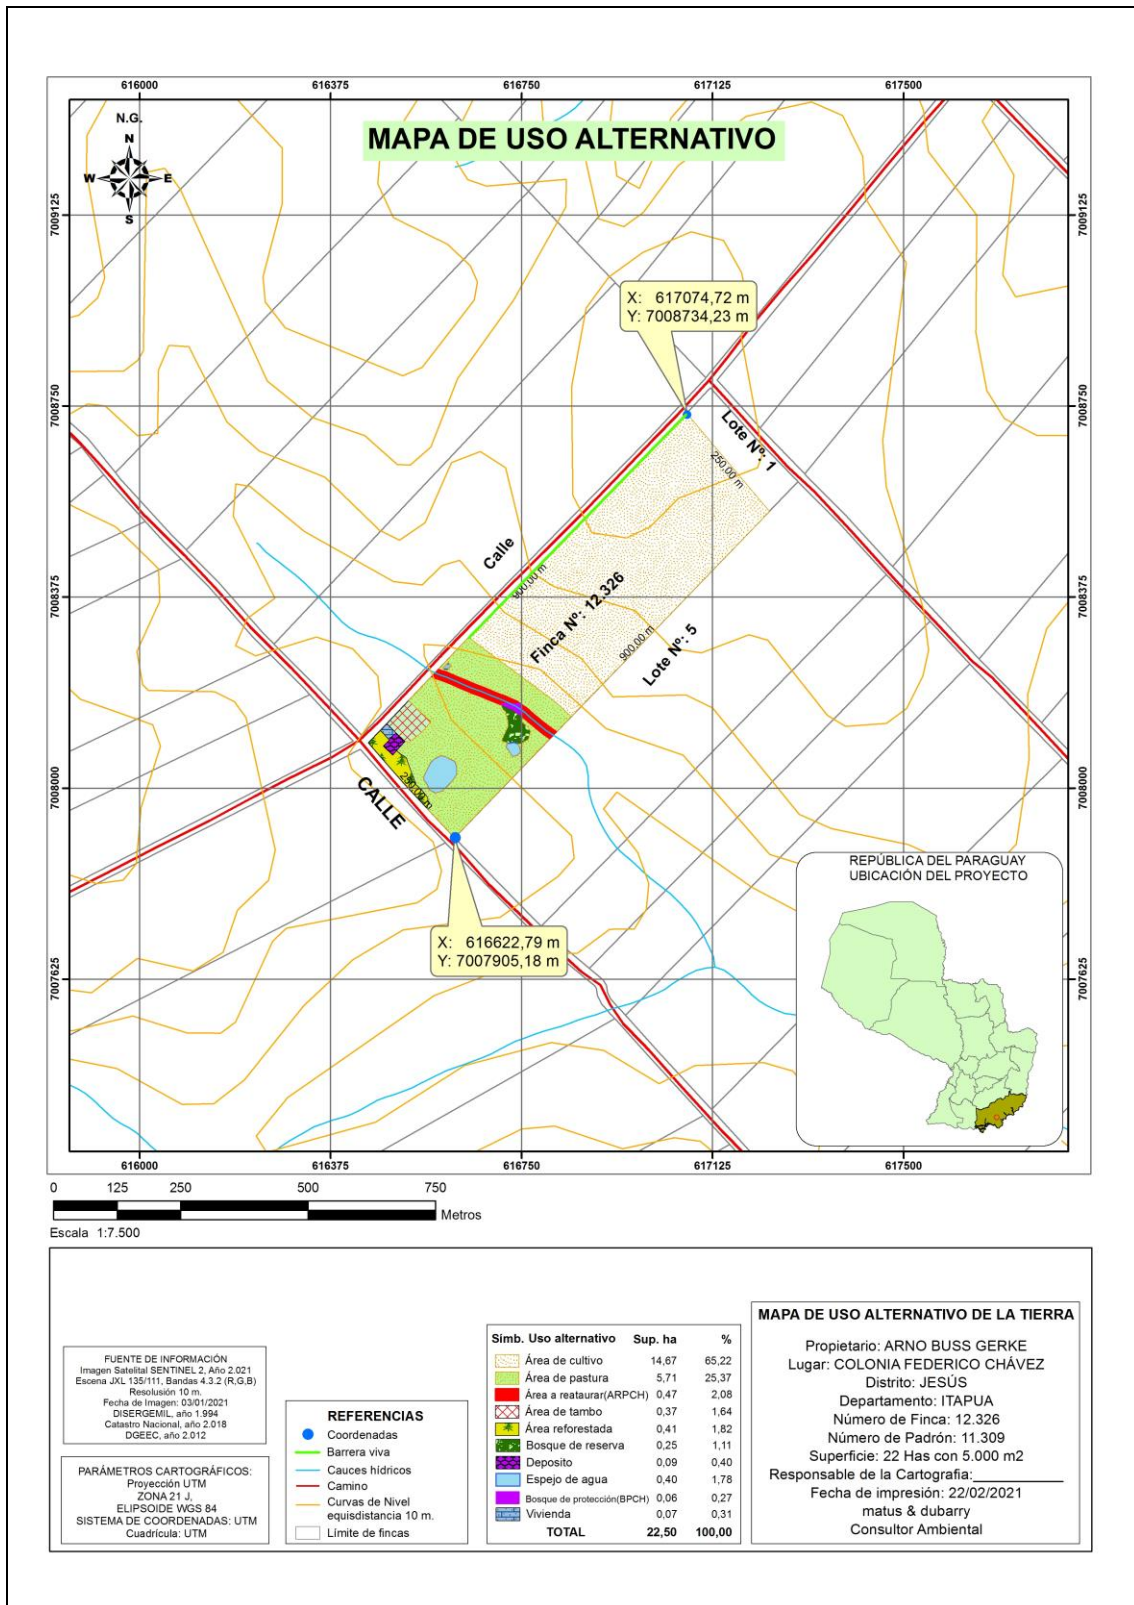 616000
616375
616750
617125
617500
N.G.
N
W
E
S
MAPA DE USO ALTERNATIVO
7009125
7009125
X: 617074,72 m
Y: 7008734,23 m
7008750
7008750
Lote Nº: 1
250,00 m
Calle
900,00 m
Finca Nº: 12.326
7008375
7008375
900,00 m
Lote Nº: 5
250,00 m
CALLE
7008000
7008000
X: 616622,79 m
Y: 7007905,18 m
7007625
7007625
REPÚBLICA DEL PARAGUAY
UBICACIÓN DEL PROYECTO
616000
616375
616750
617125
617500
0 125 250 500 750
Metros
Escala 1:7.500
FUENTE DE INFORMACIÓN
Imagen Satelital SENTINEL 2, Año 2.021
Escena JXL 135/111, Bandas 4.3.2 (R,G,B)
Resolución 10 m.
Fecha de Imagen: 03/01/2021
DISERGEMIL, año 1.994
Catastro Nacional, año 2.018
DGEEC, año 2.012
PARÁMETROS CARTOGRÁFICOS:
Proyección UTM
ZONA 21 J,
ELIPSOIDE WGS 84
SISTEMA DE COORDENADAS: UTM
Cuadrícula: UTM
REFERENCIAS
Coordenadas
Barrera viva
Cauces hídricos
Camino
Curvas de Nivel
equisdistancia 10 m.
Límite de fincas
Símb. Uso alternativo Sup. ha %
Área de cultivo 14,67 65,22
Área de pastura 5,71 25,37
Área a reataurar(ARPCH) 0,47 2,08
Área de tambo 0,37 1,64
Área reforestada 0,41 1,82
Bosque de reserva 0,25 1,11
Deposito 0,09 0,40
Espejo de agua 0,40 1,78
Bosque de protección(BPCH) 0,06 0,27
Vivienda 0,07 0,31
TOTAL 22,50 100,00
MAPA DE USO ALTERNATIVO DE LA TIERRA
Propietario: ARNO BUSS GERKE
Lugar: COLONIA FEDERICO CHÁVEZ
Distrito: JESÚS
Departamento: ITAPUA
Número de Finca: 12.326
Número de Padrón: 11.309
Superficie: 22 Has con 5.000 m2
Responsable de la Cartografia:
Fecha de impresión: 22/02/2021
matus & dubarry
Consultor Ambiental